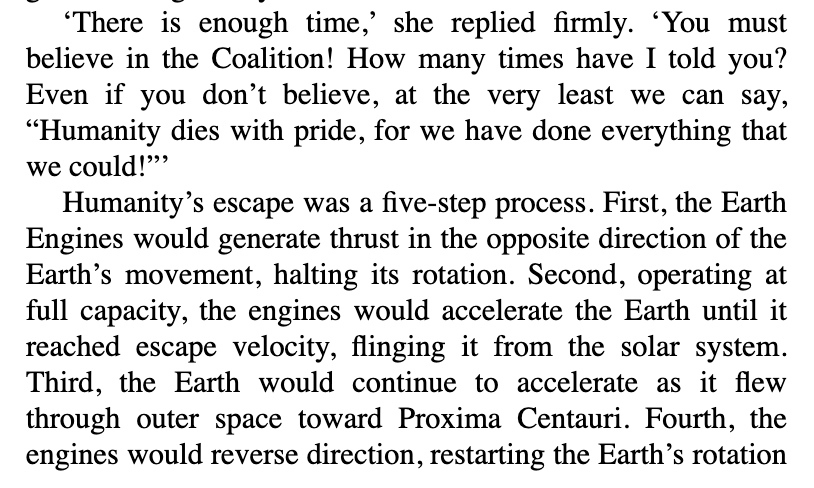 ‘There is enough time,’ she replied firmly. ‘You must
believe in the Coalition! How many times have I told you?
Even if you don’t believe, at the very least we can say,
“Humanity dies with pride, for we have done everything that
we could!”’
Humanity’s escape was a five-step process. First, the Earth
Engines would generate thrust in the opposite direction of the
Earth’s movement, halting its rotation. Second, operating at
full capacity, the engines would accelerate the Earth until it
reached escape velocity, flinging it from the solar system.
Third, the Earth would continue to accelerate as it flew
through outer space toward Proxima Centauri. Fourth, the
engines would reverse direction, restarting the Earth’s rotation